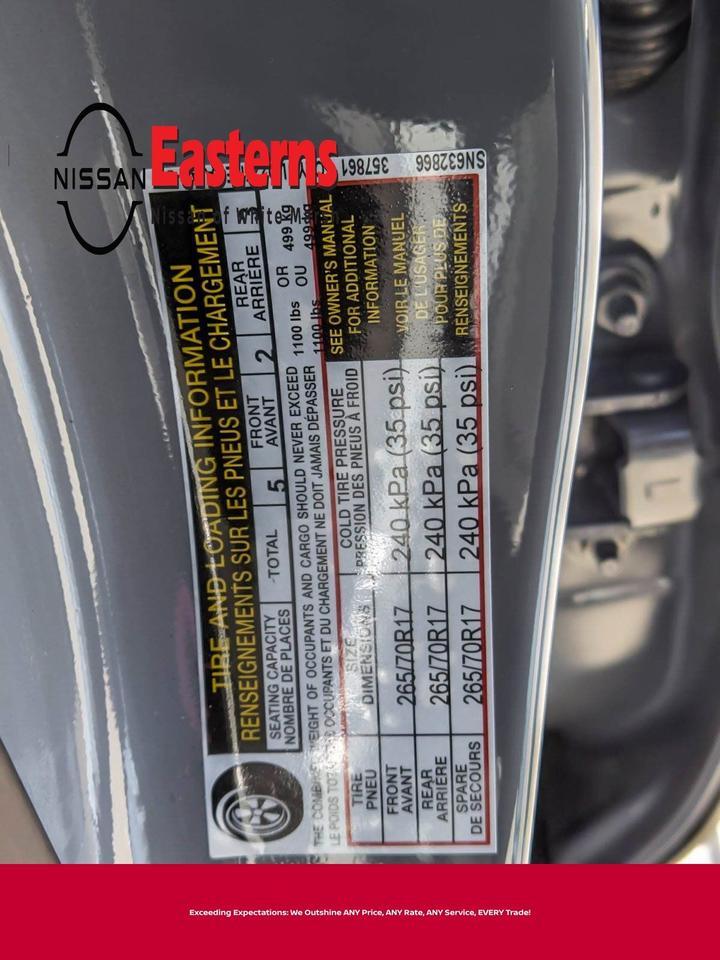 NISSAN
Easterns
Nissan of White M
TIRE AND LOADING INFORMATION
RENSEIGNEMENTS SUR LES PNEUS ET LE CHARGEMENT
SEATING CAPACITY
NOMBRE DE PLACES
TOTAL 5
FRONT
AVANT
2
REAR
ARRIÈRE
THE COMBINED WEIGHT OF OCCUPANTS AND CARGO SHOULD NEVER EXCEED 1100 lbs OR 499 kg
LE POIDS TOTAL DES OCCUPANTS ET DU CHARGEMENT NE DOIT JAMAIS DÉPASSER 1100 lbs OU 499 kg
TIRE
PNEU
SIZE
DIMENSIONS
COLD TIRE PRESSURE
PRESSION DES PNEUS À FROID
FRONT
AVANT
265/70R17 240 kPa (35 psi)
REAR
ARRIÈRE
265/70R17 240 kPa (35 psi)
SPARE
DE SECOURS
265/70R17 240 kPa (35 psi)
SEE OWNER'S MANUAL
FOR ADDITIONAL
INFORMATION
VOIR LE MANUEL
DE L'USAGER
POUR PLUS DE
RENSEIGNEMENTS
357861 SN632866
Exceeding Expectations: We Outshine ANY Price, ANY Rate, ANY Service, EVERY Trade!